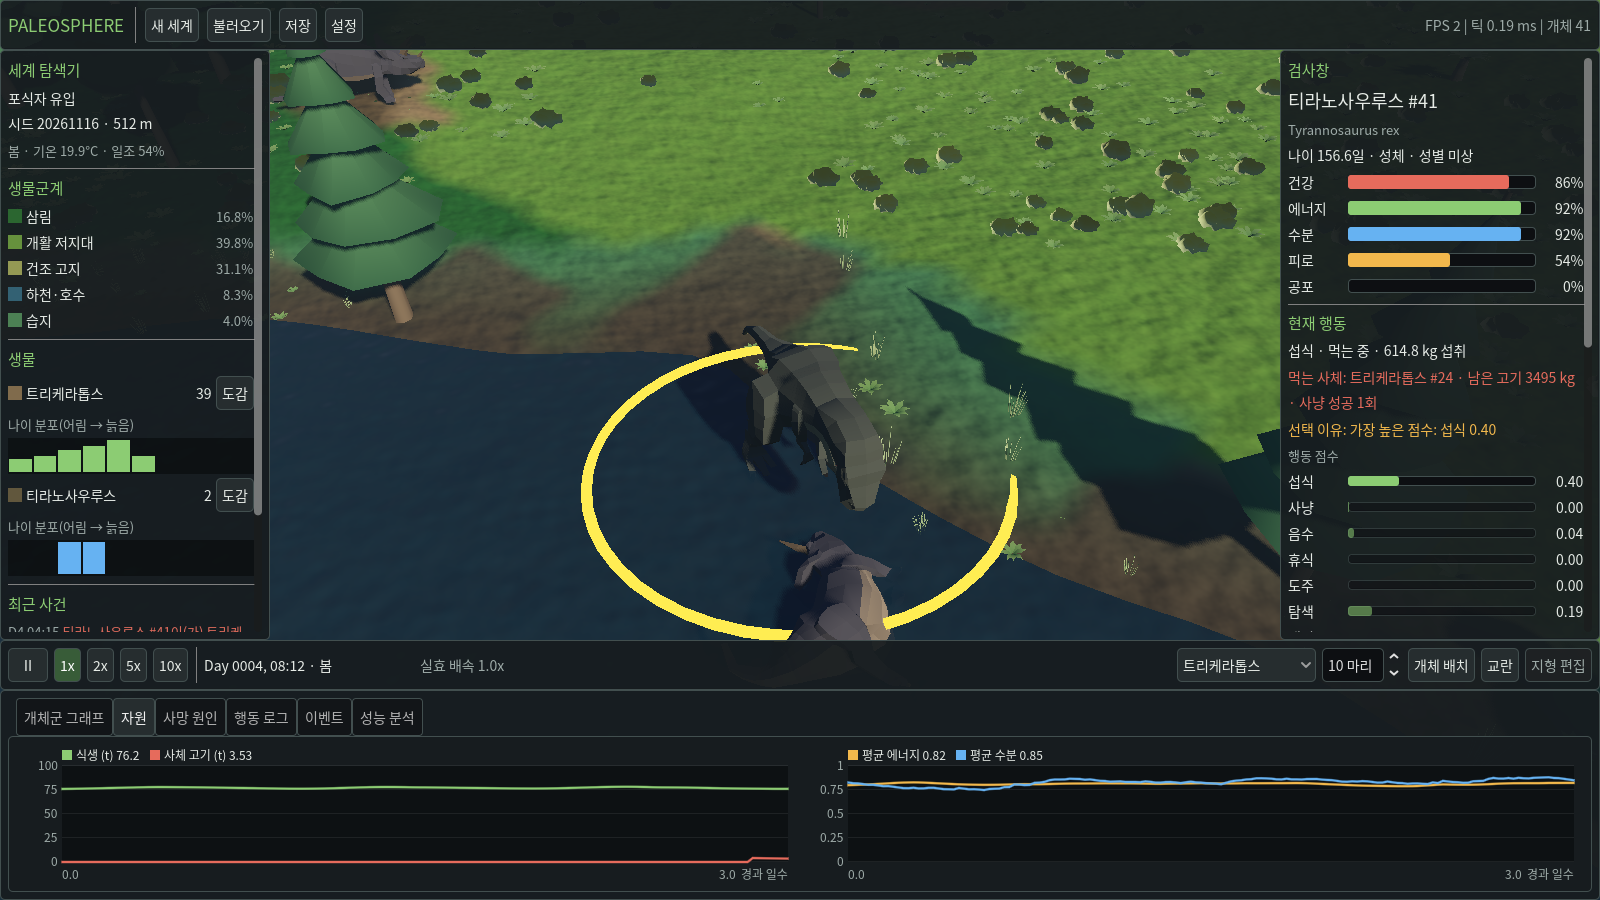 PALEOSPHERE 새 세계 불러오기 저장 설정 FPS 2 | 틱 0.19 ms | 개체 41
세계 탐색기
포식자 유입
시드 20261116 · 512 m
봄 · 기온 19.9°C · 일조 54%
생물군계
삼림 16.8%
개활 저지대 39.8%
건조 고지 31.1%
하천·호수 8.3%
습지 4.0%
생물
트리케라톱스 39 도감
나이 분포(어림 → 늙음)
티라노사우루스 2 도감
나이 분포(어림 → 늙음)
최근 사건
D4 04:15 티라노사우루스 #41이(가) 트리케
검사창
티라노사우루스 #41
Tyrannosaurus rex
나이 156.6일 · 성체 · 성별 미상
건강 86%
에너지 92%
수분 92%
피로 54%
공포 0%
현재 행동
섭식 · 먹는 중 · 614.8 kg 섭취
먹는 사체: 트리케라톱스 #24 · 남은 고기 3495 kg
· 사냥 성공 1회
선택 이유: 가장 높은 점수: 섭식 0.40
행동 점수
섭식 0.40
사냥 0.00
음수 0.04
휴식 0.00
도주 0.00
탐색 0.19
1x 2x 5x 10x Day 0004, 08:12 · 봄 실효 배속 1.0x 트리케라톱스 10 마리 개체 배치 교란 지형 편집
개체군 그래프 자원 사망 원인 행동 로그 이벤트 성능 분석
식생 (t) 76.2 사체 고기 (t) 3.53
100
75
50
25
0
0.0 3.0 경과 일수
평균 에너지 0.82 평균 수분 0.85
1
0.75
0.5
0.25
0
0.0 3.0 경과 일수